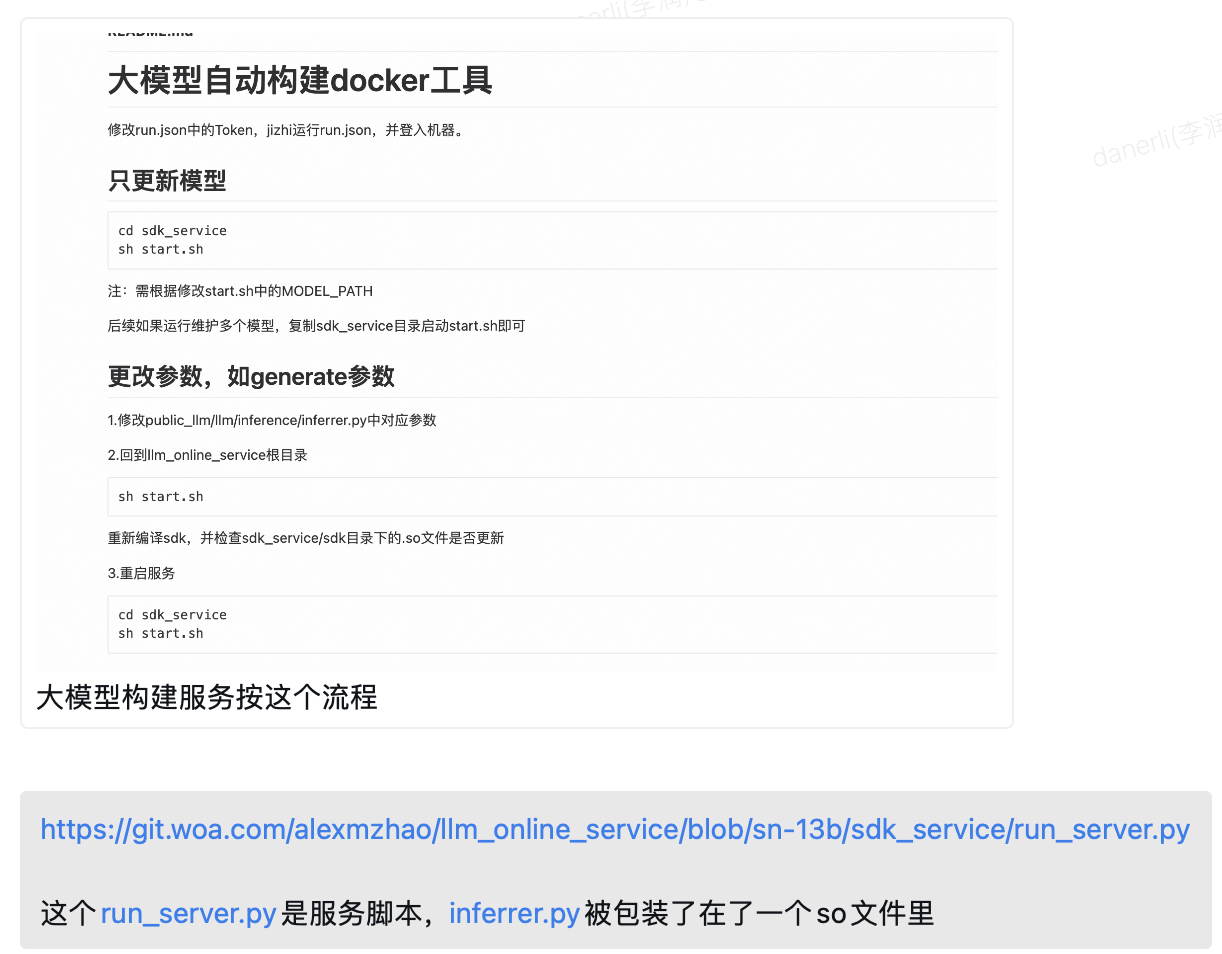 README.md
大模型自动构建docker工具
修改run.json中的Token，jizhi运行run.json，并登入机器。
只更新模型
cd sdk_service
sh start.sh
注：需根据修改start.sh中的MODEL_PATH
后续如果运行维护多个模型，复制sdk_service目录启动start.sh即可
更改参数，如generate参数
1.修改public_llm/llm/inference/inferrer.py中对应参数
2.回到llm_online_service根目录
sh start.sh
重新编译sdk，并检查sdk_service/sdk目录下的.so文件是否更新
3.重启服务
cd sdk_service
sh start.sh
大模型构建服务按这个流程
https://git.woa.com/alexmzhao/llm_online_service/blob/sn-13b/sdk_service/run_server.py
这个run_server.py是服务脚本，inferrer.py被包装了在了一个so文件里
danerli(李润